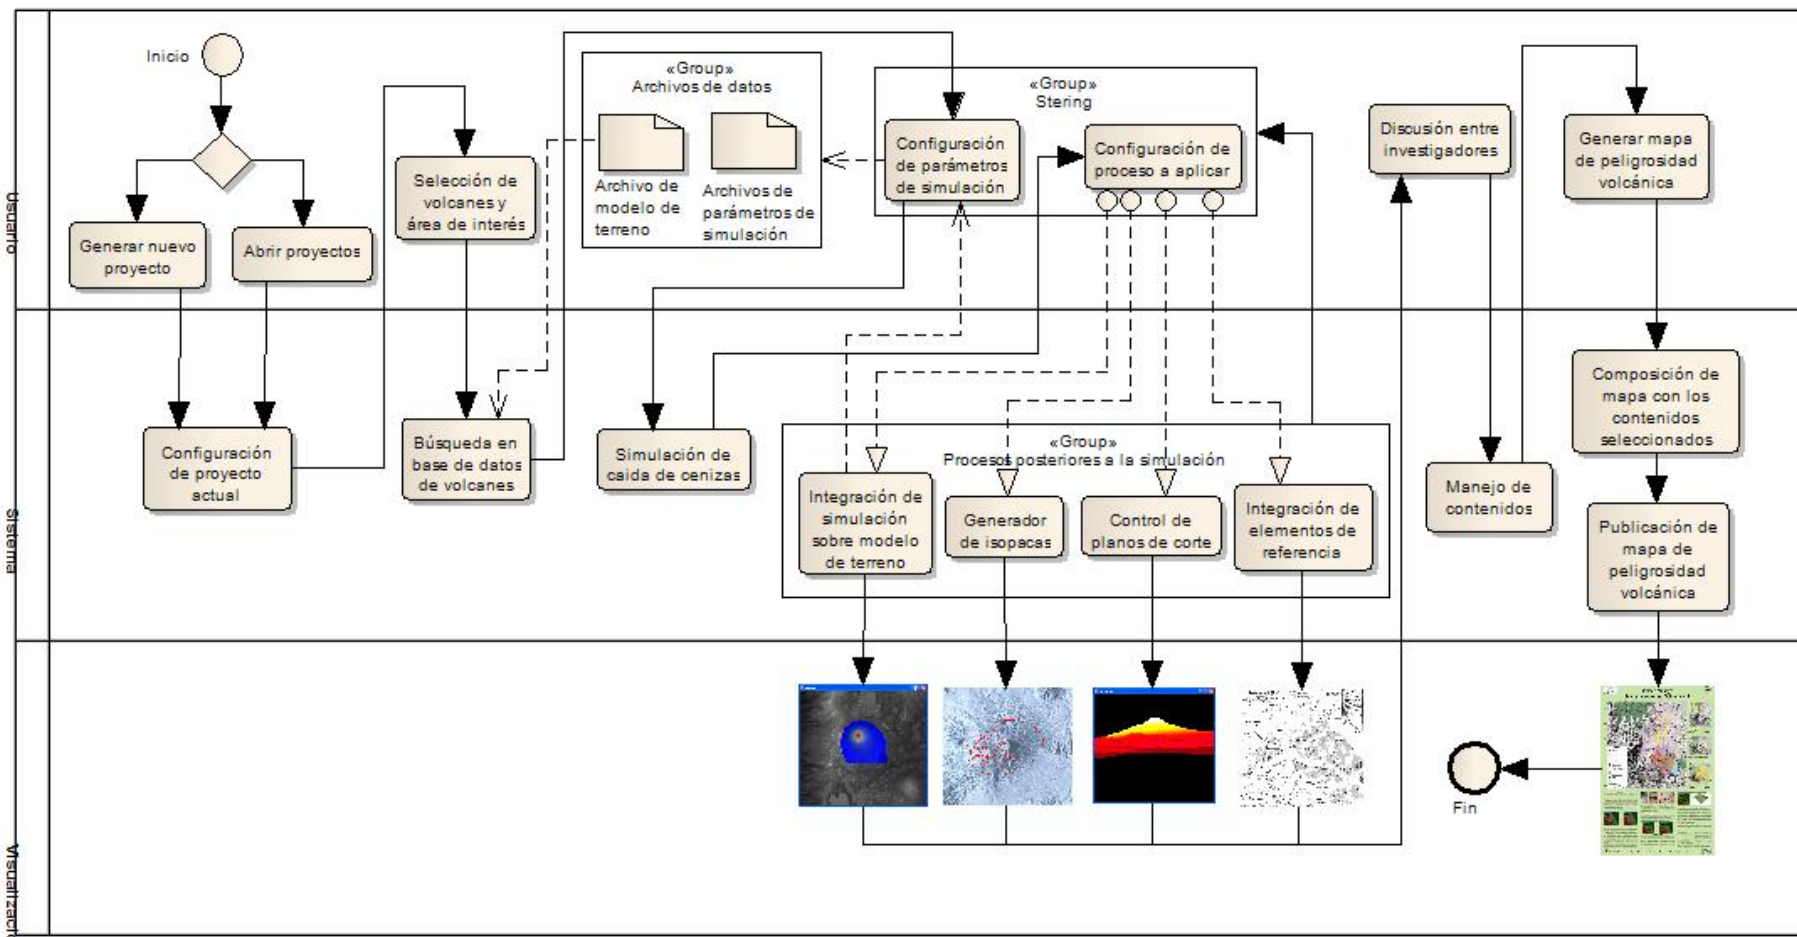 Usuario
Inicio
Generar nuevo
proyecto
Abrir proyectos
Selección de
volcanes y
área de interés
«Group»
Archivos de datos
Archivo de
modelo de
terreno
Archivos de
parámetros de
simulación
«Group»
Stering
Configuración
de parámetros
de simulación
Configuración de
proceso a aplicar
Discusión entre
investigadores
Generar mapa
de peligrosidad
volcánica
Sistema
Configuración
de proyecto
actual
Búsqueda en
base de datos
de volcanes
Simulación de
caida de cenizas
«Group»
Procesos posteriores a la simulación
Integración de
simulación
sobre modelo
de terreno
Generador
de isopacas
Control de
planos de corte
Integración de
elementos de
referencia
Manejo de
contenidos
Composición de
mapa con los
contenidos
seleccionados
Publicación de
mapa de
peligrosidad
volcánica
Fin